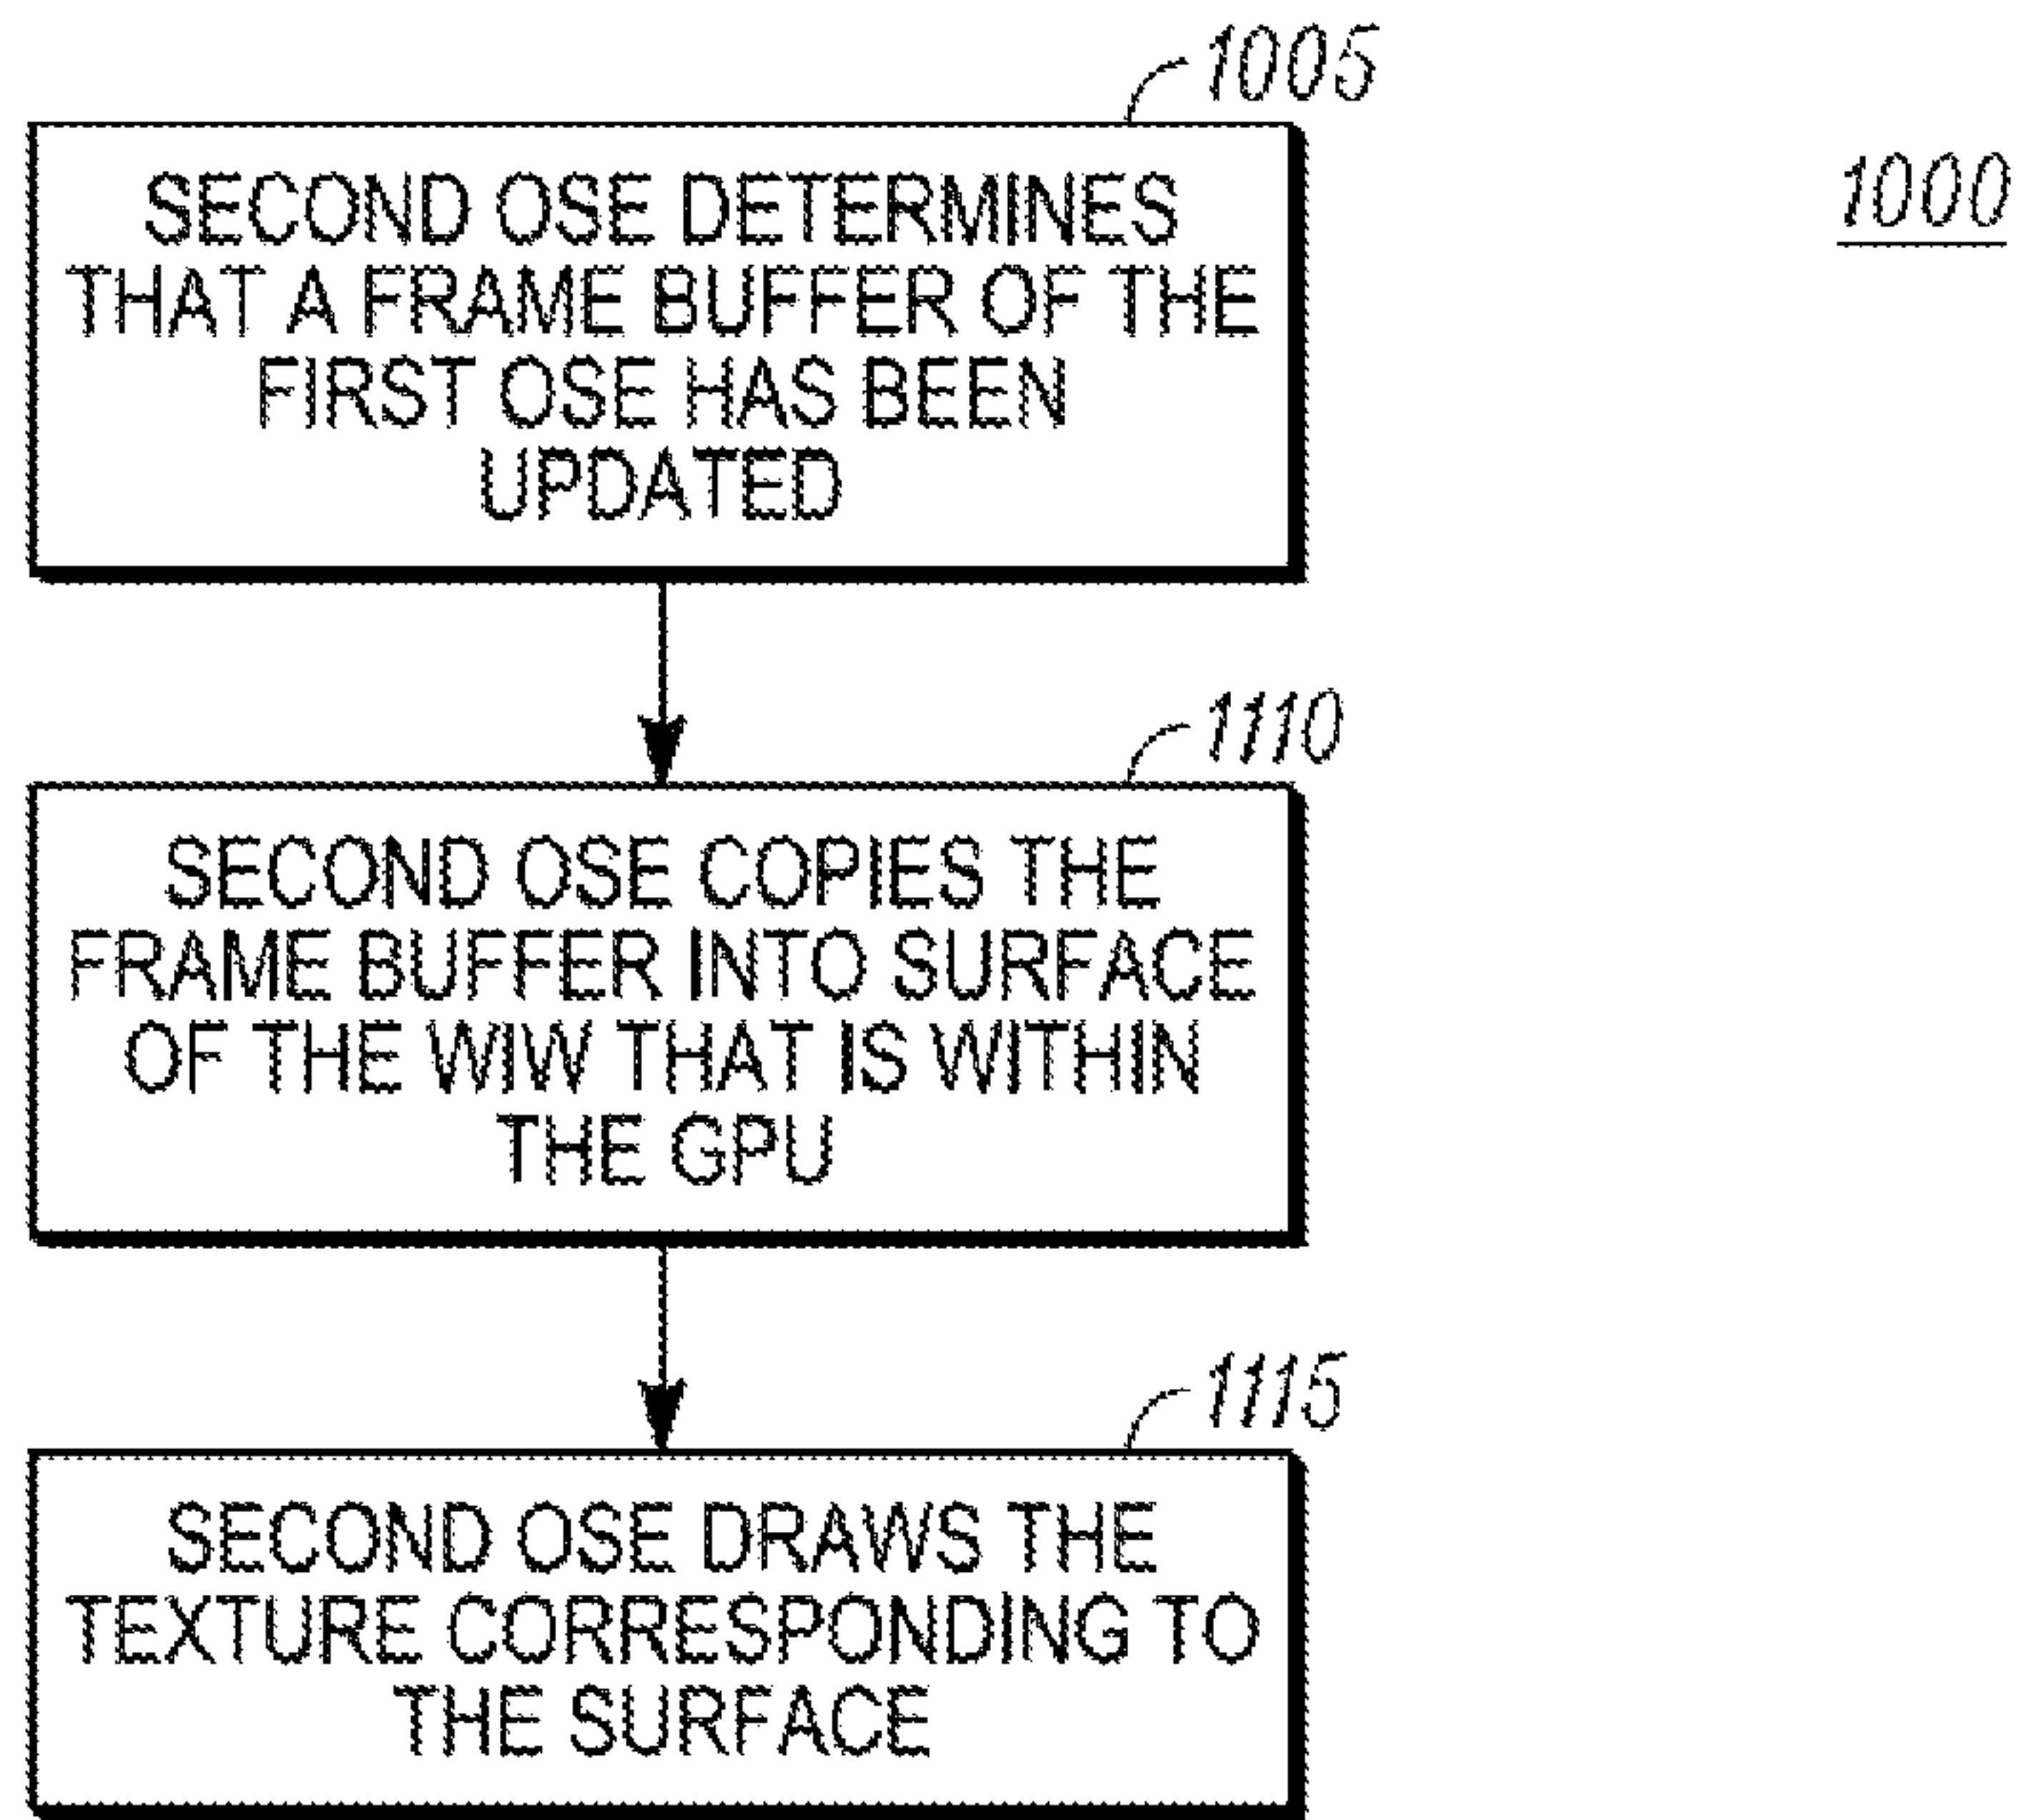 1005
1000
SECOND OSE DETERMINES
THAT A FRAME BUFFER OF THE
FIRST OSE HAS BEEN
UPDATED
1110
SECOND OSE COPIES THE
FRAME BUFFER INTO SURFACE
OF THE WIW THAT IS WITHIN
THE GPU
1115
SECOND OSE DRAWS THE
TEXTURE CORRESPONDING TO
THE SURFACE